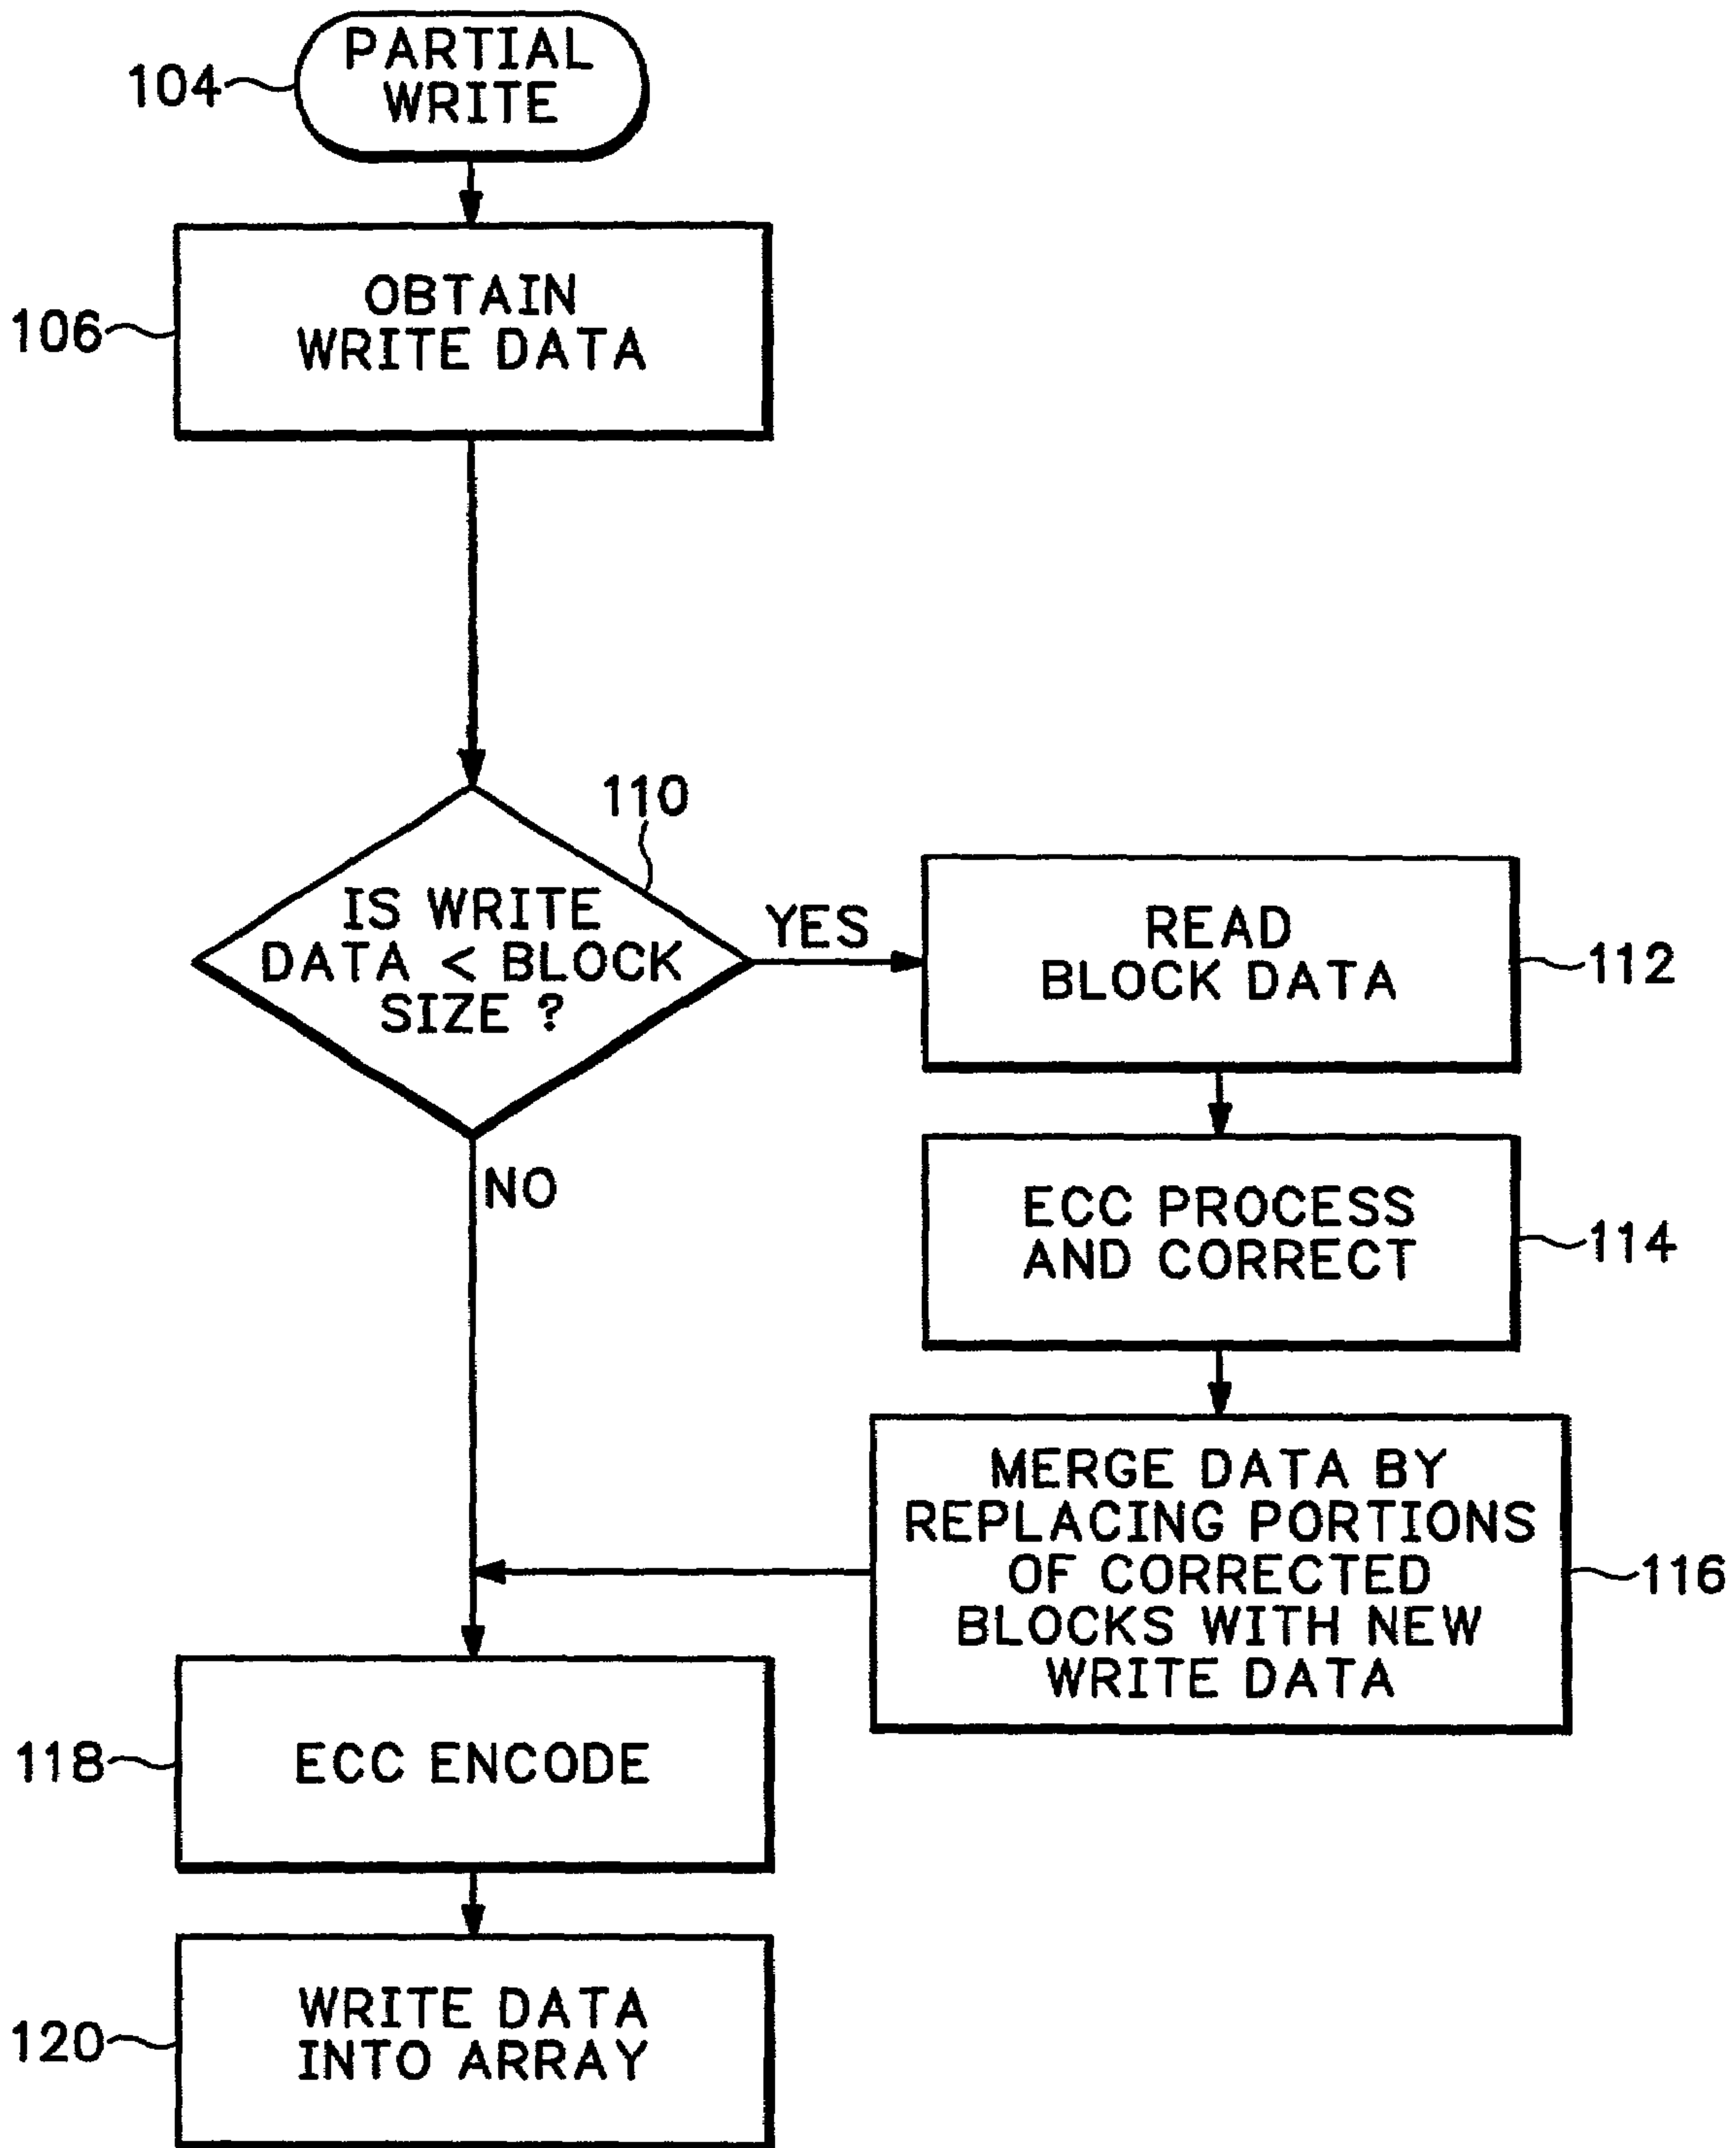 PARTIAL
WRITE
104
OBTAIN
WRITE DATA
106
110
IS WRITE
DATA < BLOCK
SIZE ?
YES
NO
READ
BLOCK DATA
112
ECC PROCESS
AND CORRECT
114
MERGE DATA BY
REPLACING PORTIONS
OF CORRECTED
BLOCKS WITH NEW
WRITE DATA
116
ECC ENCODE
118
WRITE DATA
INTO ARRAY
120